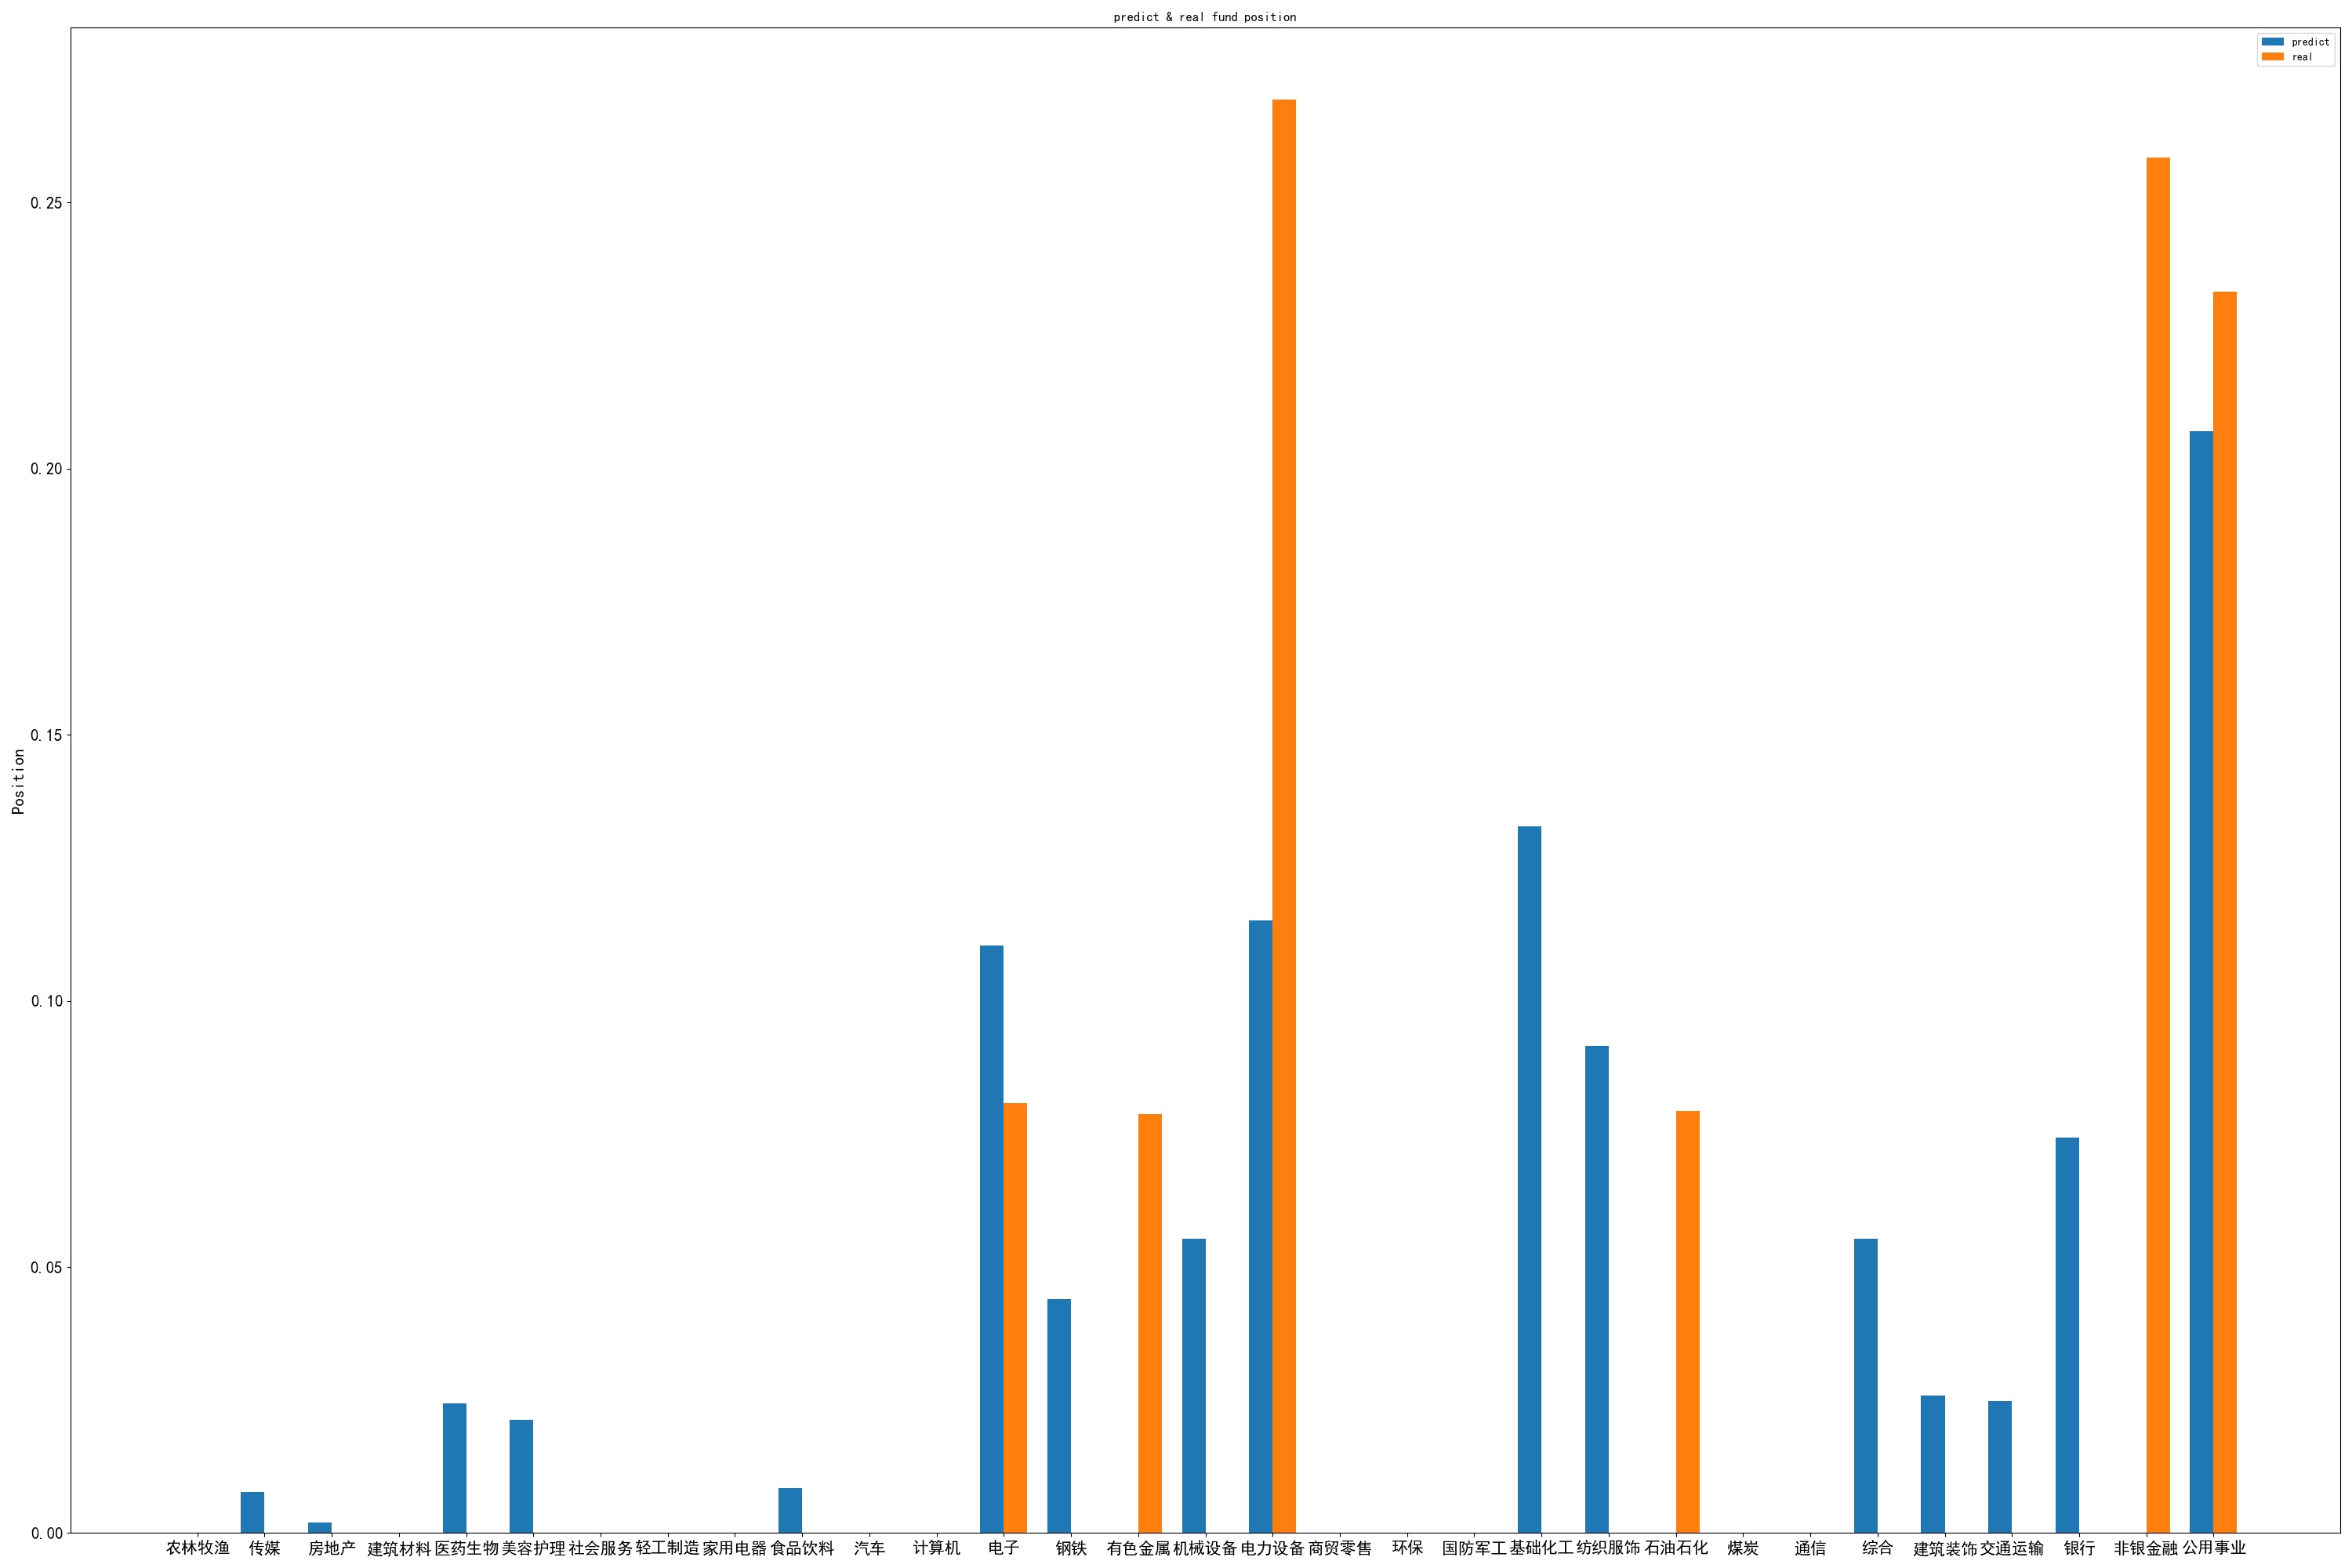 predict & real fund position
predict
real
Position
0.25
0.20
0.15
0.10
0.05
0.00
农林牧渔 传媒 房地产 建筑材料 医药生物 美容护理 社会服务 轻工制造 家用电器 食品饮料 汽车 计算机 电子 钢铁 有色金属 机械设备 电力设备 商贸零售 环保 国防军工 基础化工 纺织服饰 石油石化 煤炭 通信 综合 建筑装饰 交通运输 银行 非银金融 公用事业